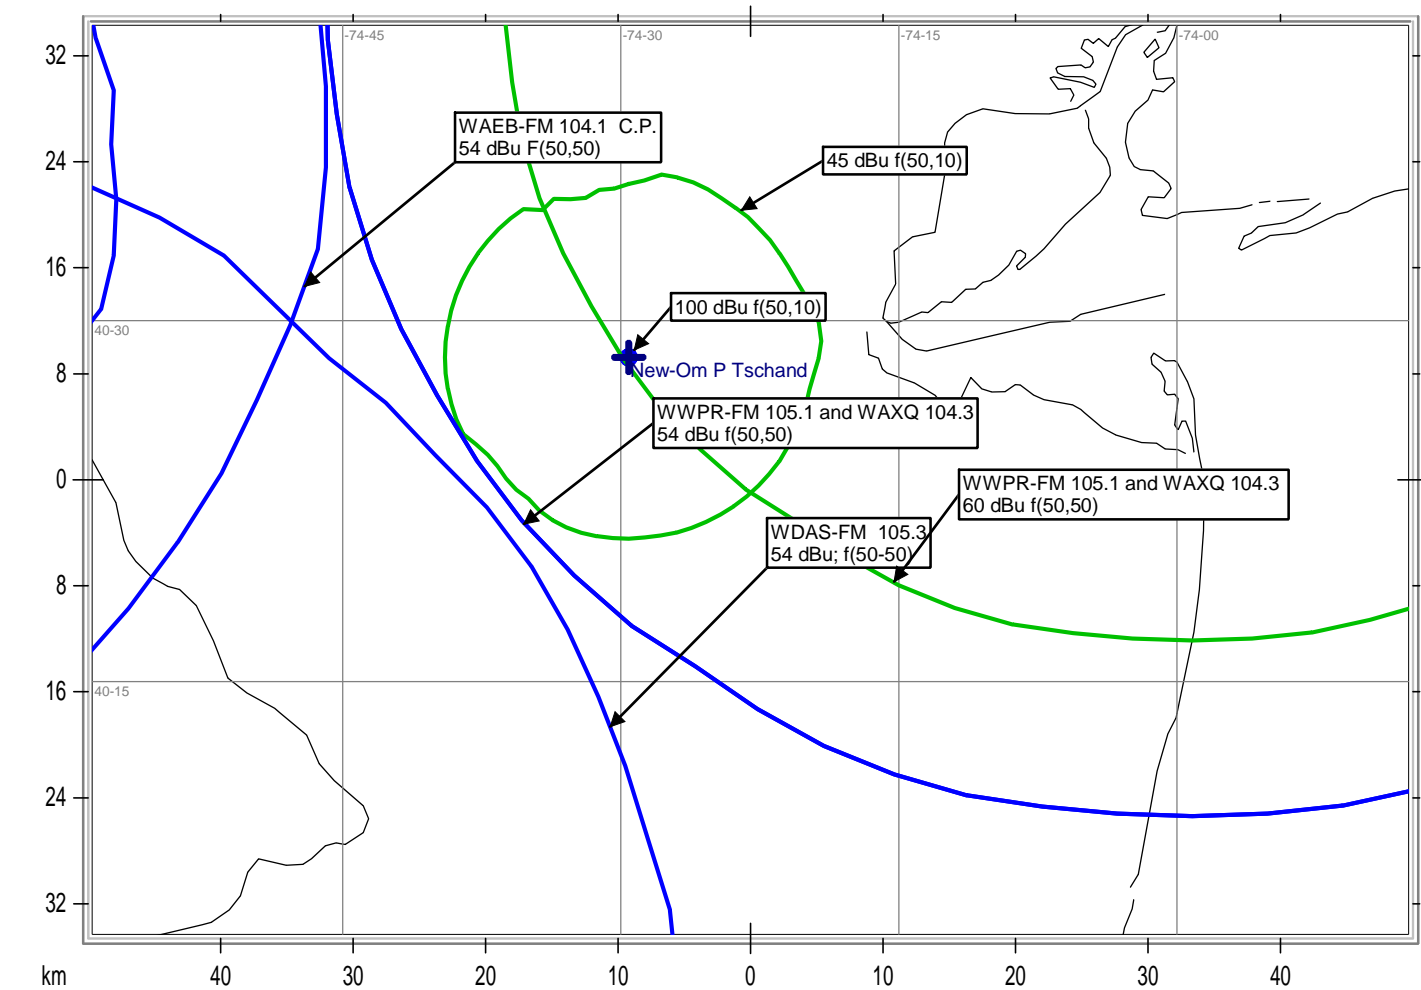 -74-45
-74-30
-74-15
-74-00
32
WAEB-FM 104.1  C.P.
54 dBu F(50,50)
24
45 dBu f(50,10)
16
100 dBu f(50,10)
40-30
8
New-Om P Tschand
WWPR-FM 105.1 and WAXQ 104.3
54 dBu f(50,50)
0
WWPR-FM 105.1 and WAXQ 104.3
60 dBu f(50,50)
WDAS-FM  105.3
54 dBu; f(50-50)
8
16
40-15
24
32
km
40
30
20
10
0
10
20
30
40